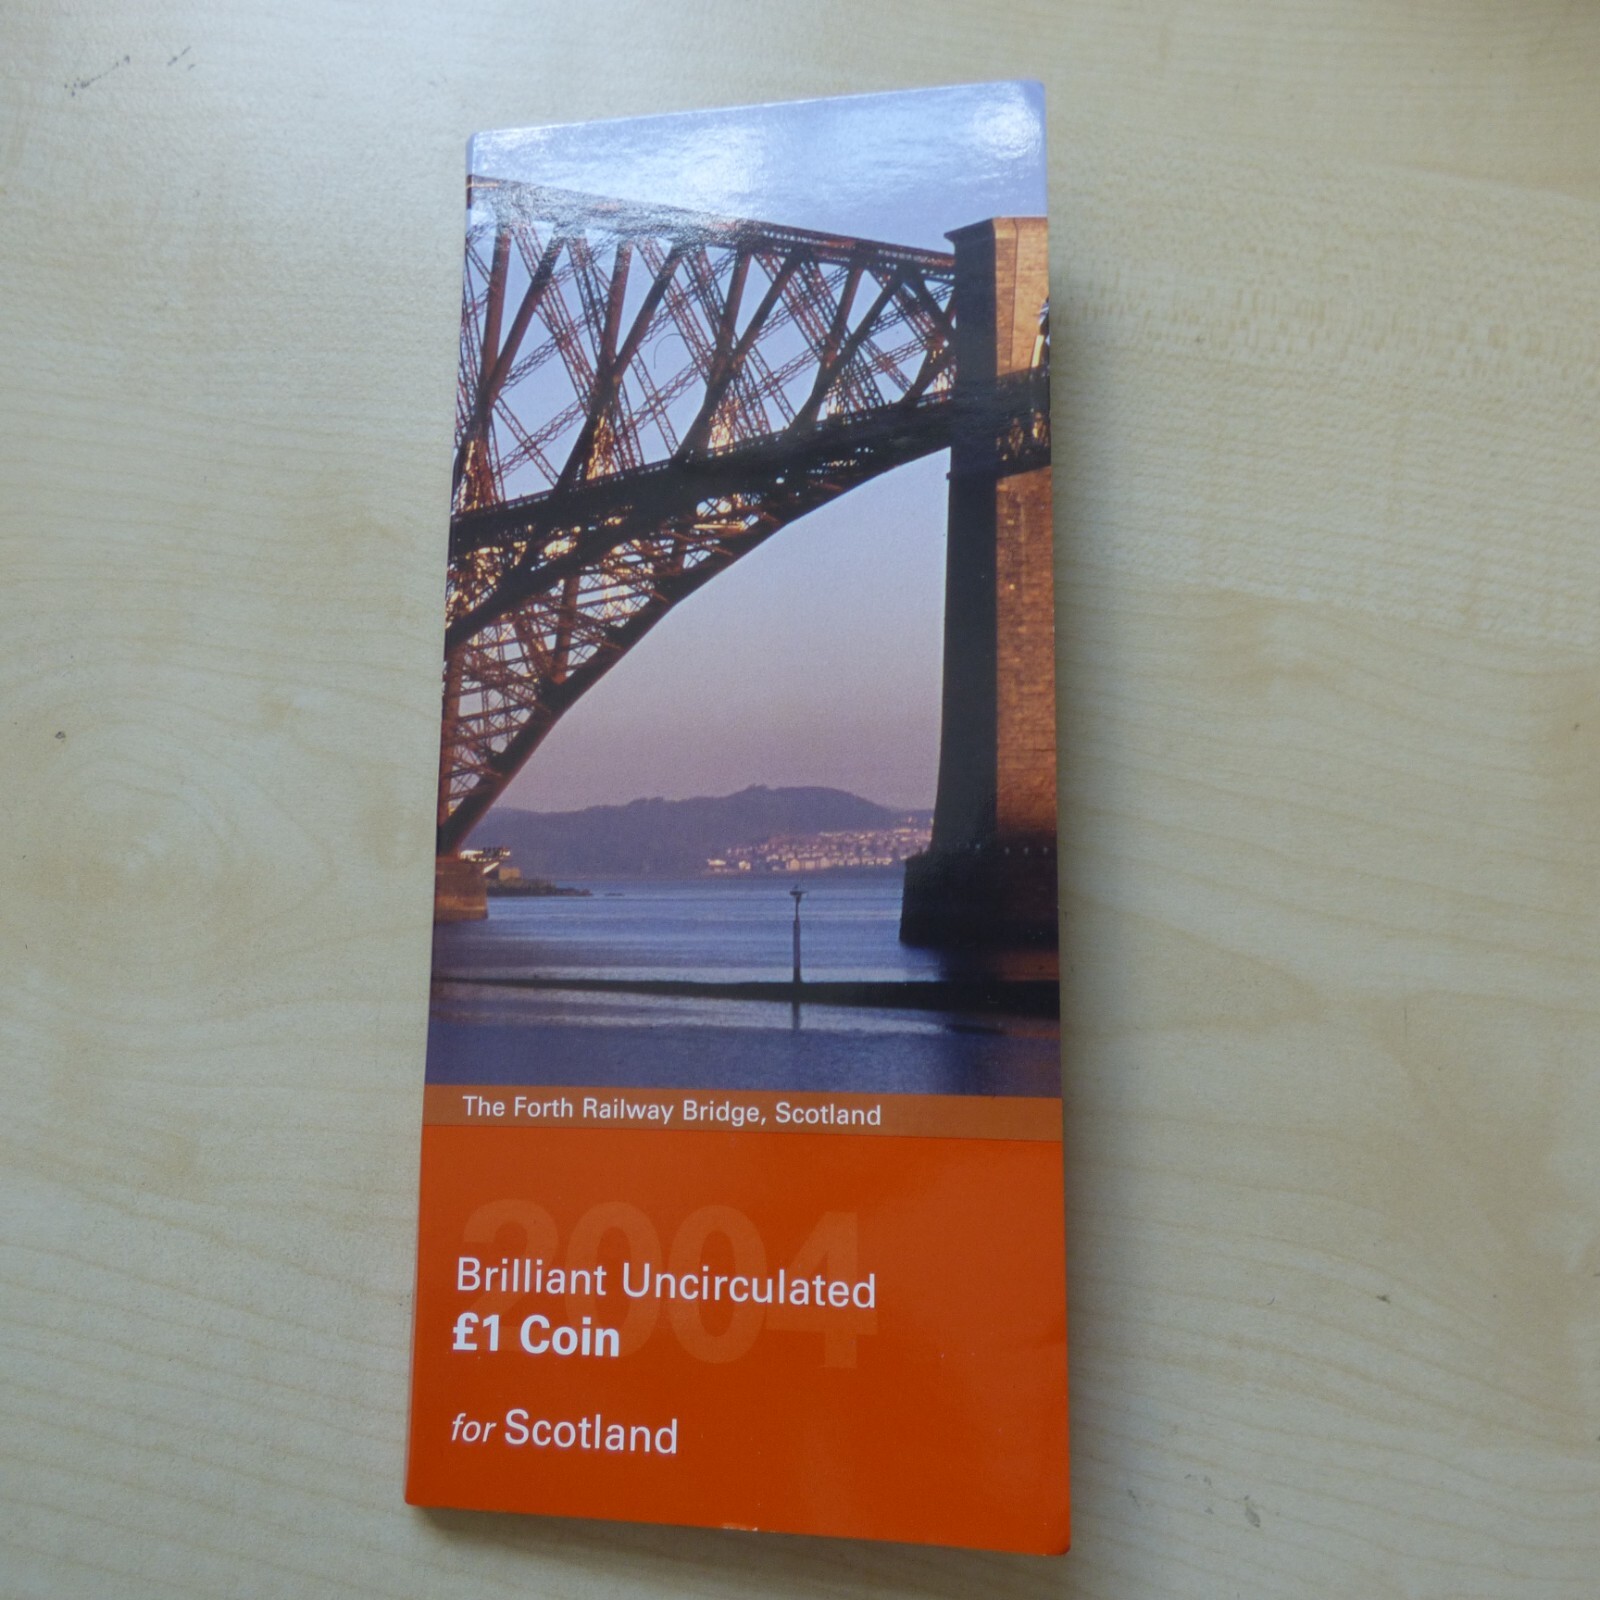 The Forth Railway Bridge, Scotland
2004
Brilliant Uncirculated
£1 Coin
for Scotland